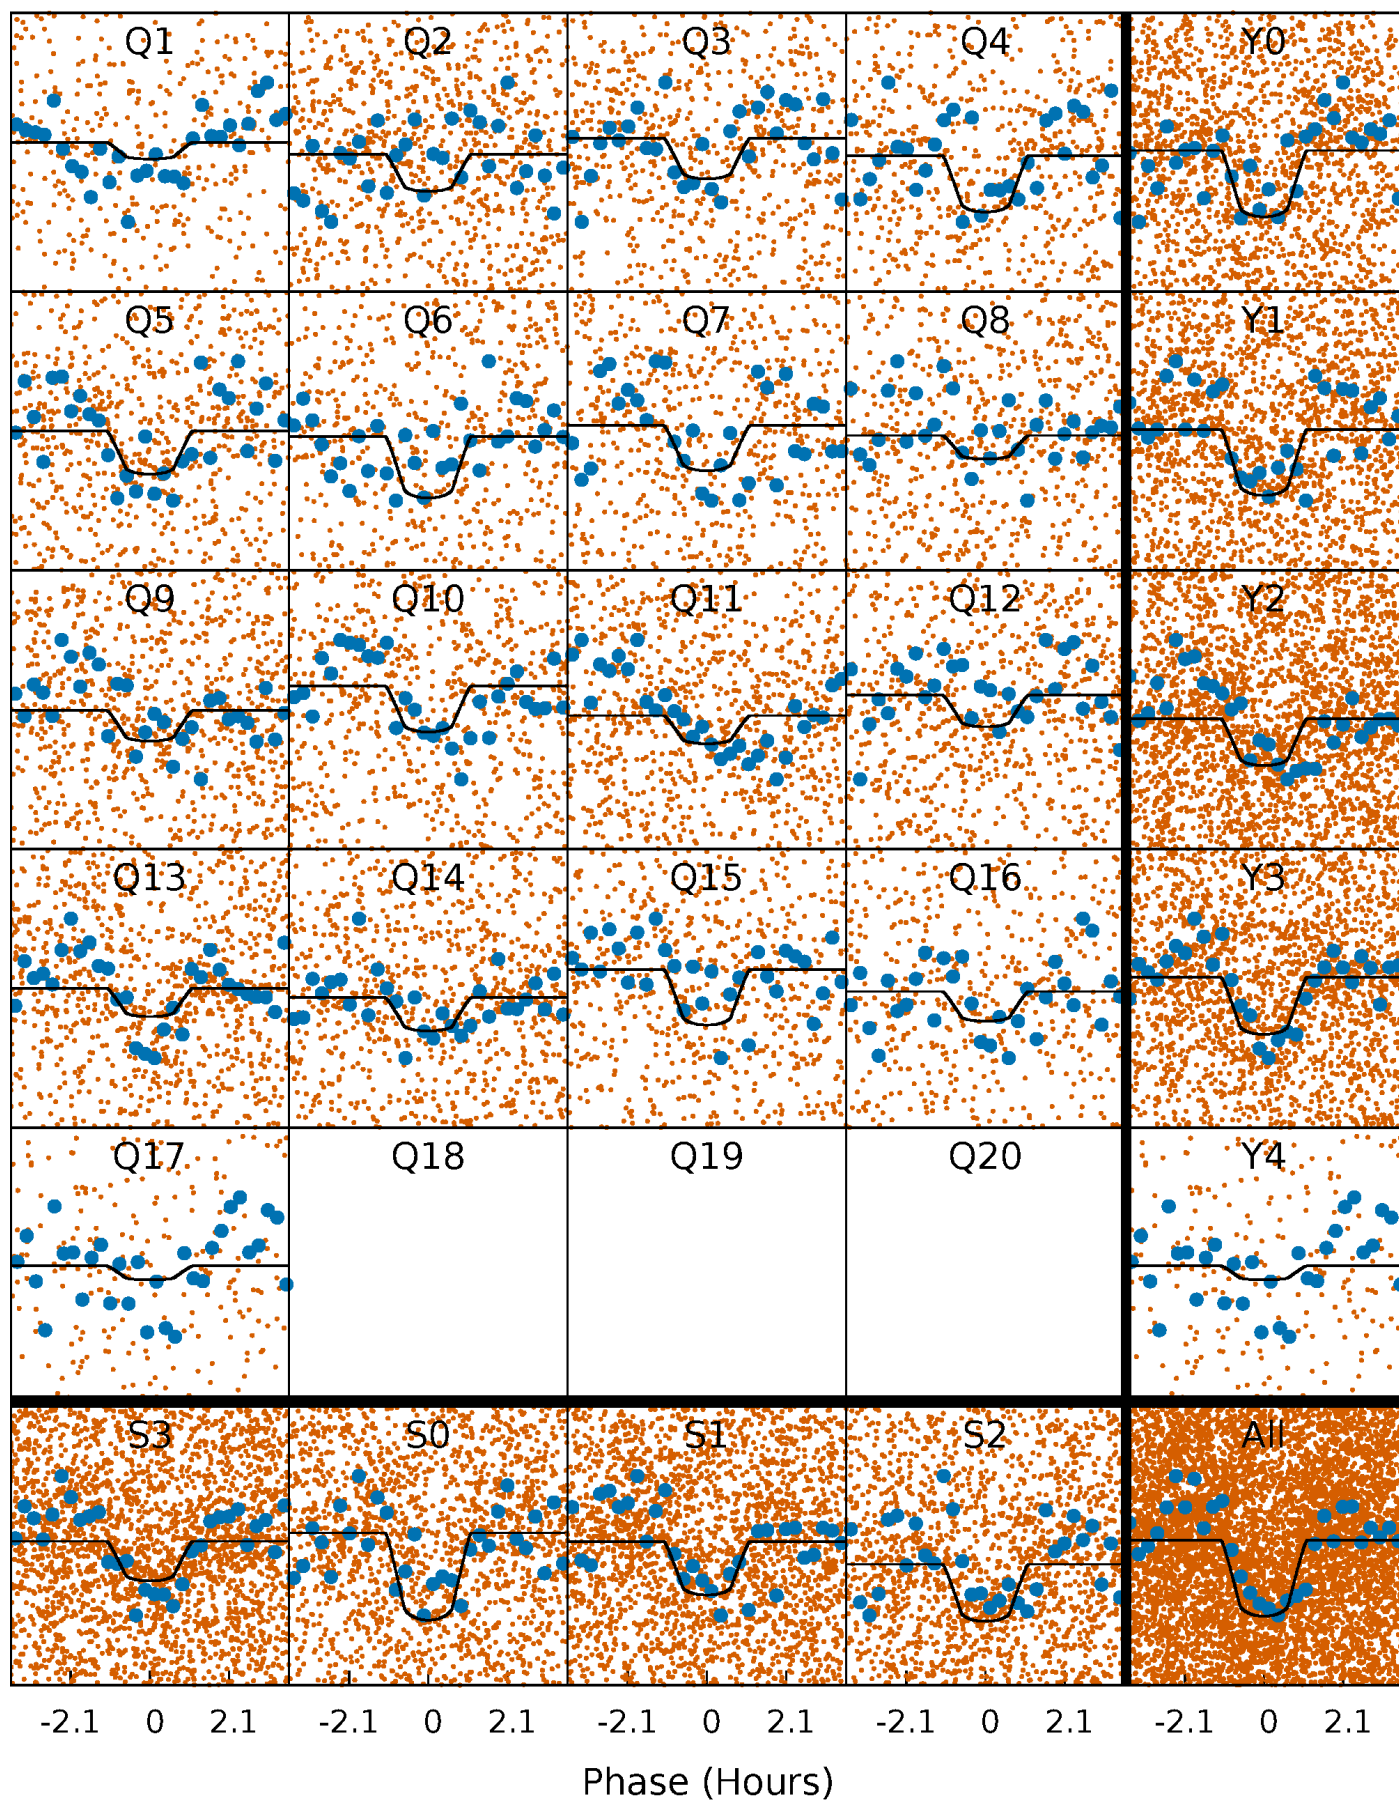 Q1 Q2 Q3 Q4 Y0
Q5 Q6 Q7 Q8 Y1
Q9 Q10 Q11 Q12 Y2
Q13 Q14 Q15 Q16 Y3
Q17 Q18 Q19 Q20 Y4
S3 S0 S1 S2 All
-2.1 0 2.1 -2.1 0 2.1 -2.1 0 2.1 -2.1 0 2.1 -2.1 0 2.1
Phase (Hours)